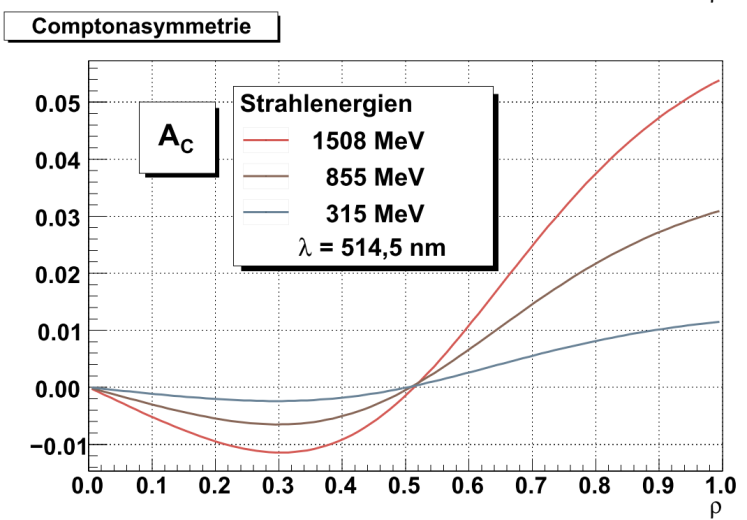 Comptonasymmetrie
A_C
Strahlenergien
1508 MeV
855 MeV
315 MeV
λ = 514,5 nm
0.05
0.04
0.03
0.02
0.01
0.00
−0.01
0.0 0.1 0.2 0.3 0.4 0.5 0.6 0.7 0.8 0.9 1.0
ρ